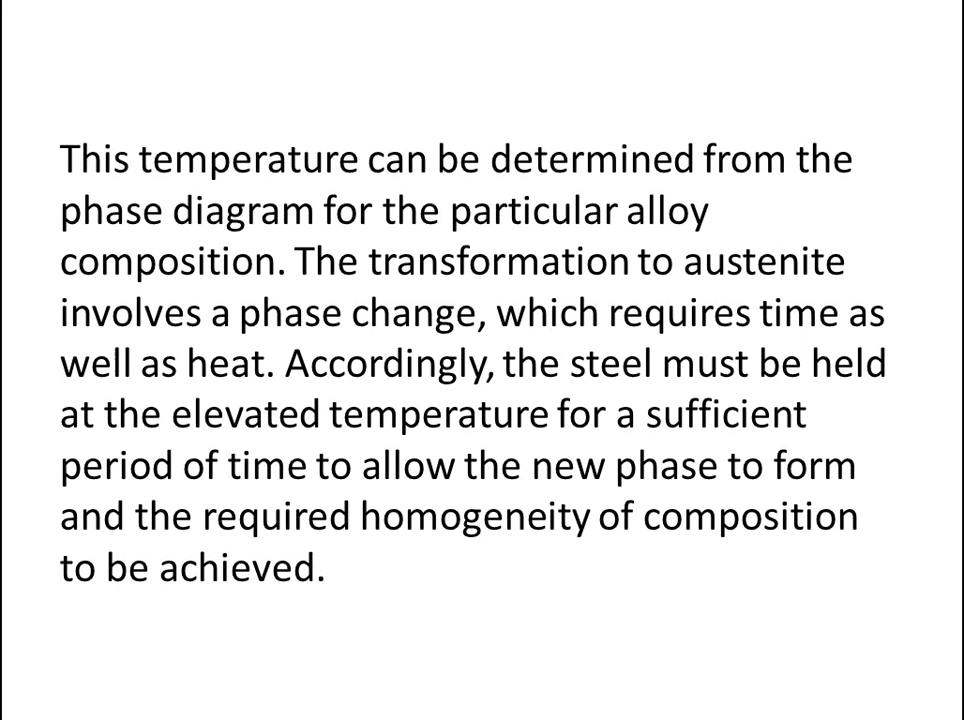 This temperature can be determined from the
phase diagram for the particular alloy
composition. The transformation to austenite
involves a phase change, which requires time as
well as heat. Accordingly, the steel must be held
at the elevated temperature for a sufficient
period of time to allow the new phase to form
and the required homogeneity of composition
to be achieved.